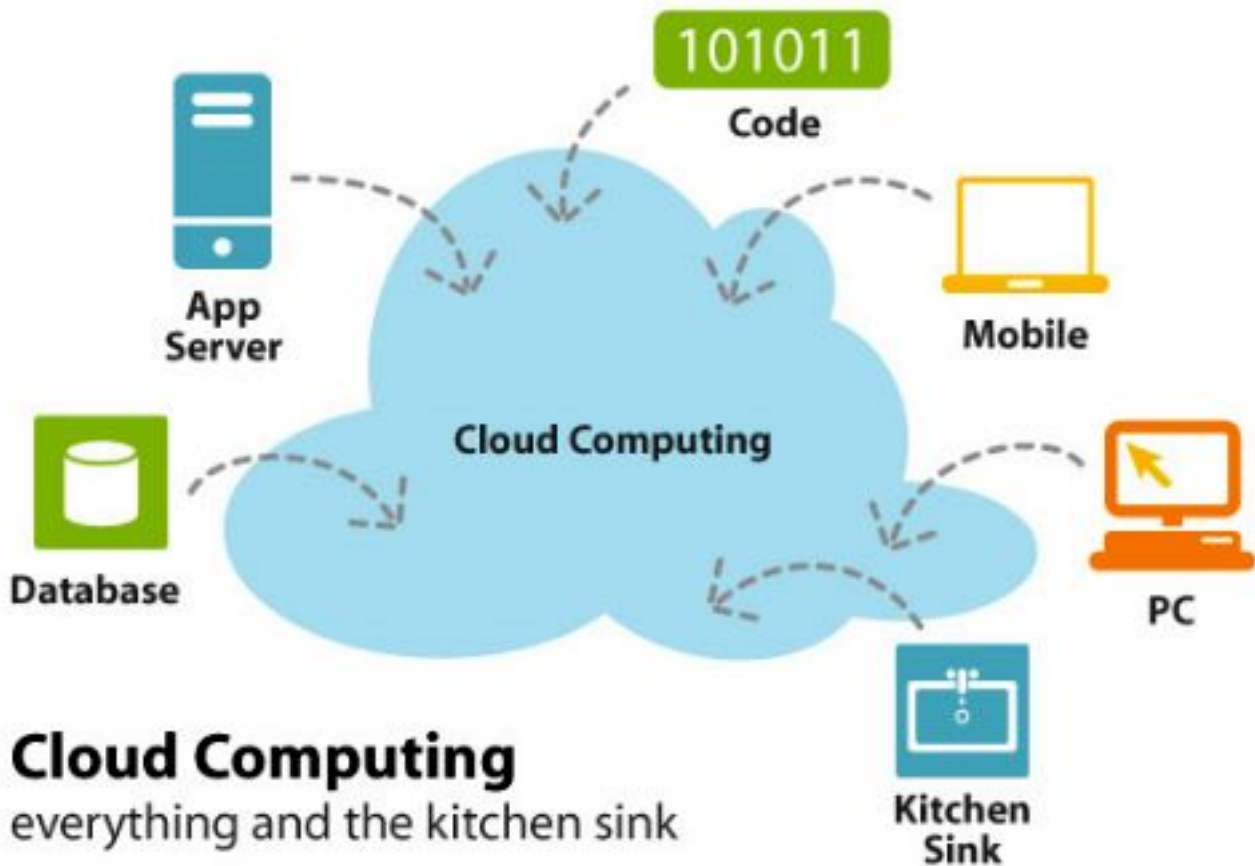 101011
Code
App
Server
Mobile
Cloud Computing
Database
PC
Cloud Computing
everything and the kitchen sink
Kitchen
Sink